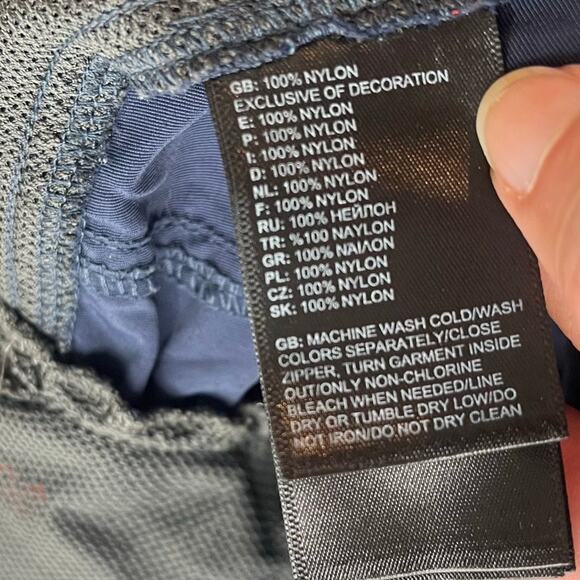 GB: 100% NYLON
EXCLUSIVE OF DECORATION
E: 100% NYLON
P: 100% NYLON
I: 100% NYLON
D: 100% NYLON
NL: 100% NYLON
F: 100% NYLON
RU: 100% НЕЙЛОН
TR: %100 NAYLON
GR: 100% ΝΑΪΛΟΝ
PL: 100% NYLON
CZ: 100% NYLON
SK: 100% NYLON
GB: MACHINE WASH COLD/WASH
COLORS SEPARATELY/CLOSE
ZIPPER, TURN GARMENT INSIDE
OUT/ONLY NON-CHLORINE
BLEACH WHEN NEEDED/LINE
DRY OR TUMBLE DRY LOW/DO
NOT IRON/DO NOT DRY CLEAN